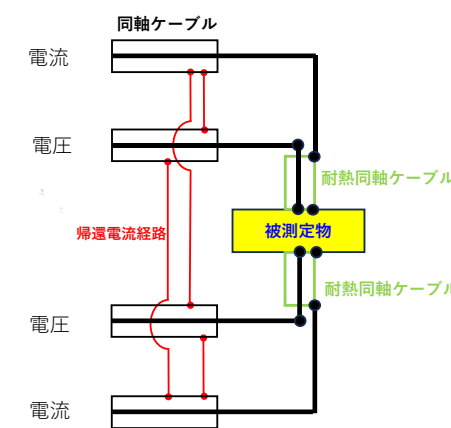 同軸ケーブル
電流
電圧
耐熱同軸ケーブル
被測定物
帰還電流経路
耐熱同軸ケーブル
電圧
電流